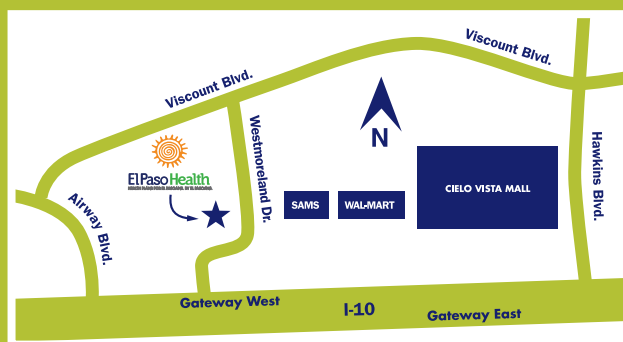 Viscount Blvd.
Viscount Blvd.
N
Westmoreland Dr.
Hawkins Blvd.
El Paso Health
Airway Blvd.
SAMS
WAL-MART
CIELO VISTA MALL
Gateway West
I-10
Gateway East